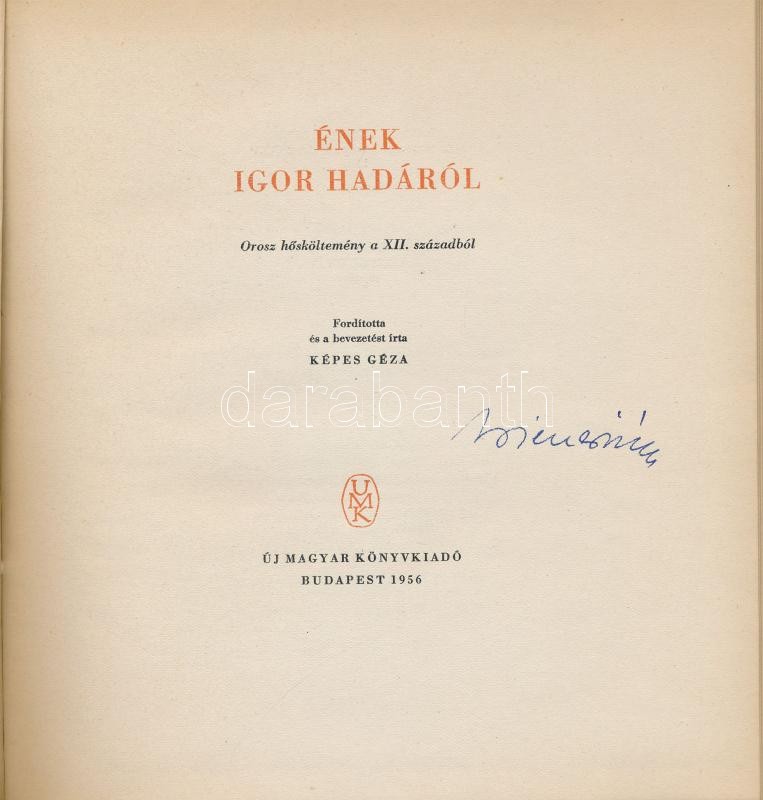 ÉNEK
IGOR HADÁRÓL
Orosz hősköltemény a XII. századból
Fordította
és a bevezetést írta
KÉPES GÉZA
darabanth
UMK
ÚJ MAGYAR KÖNYVKIADÓ
BUDAPEST 1956